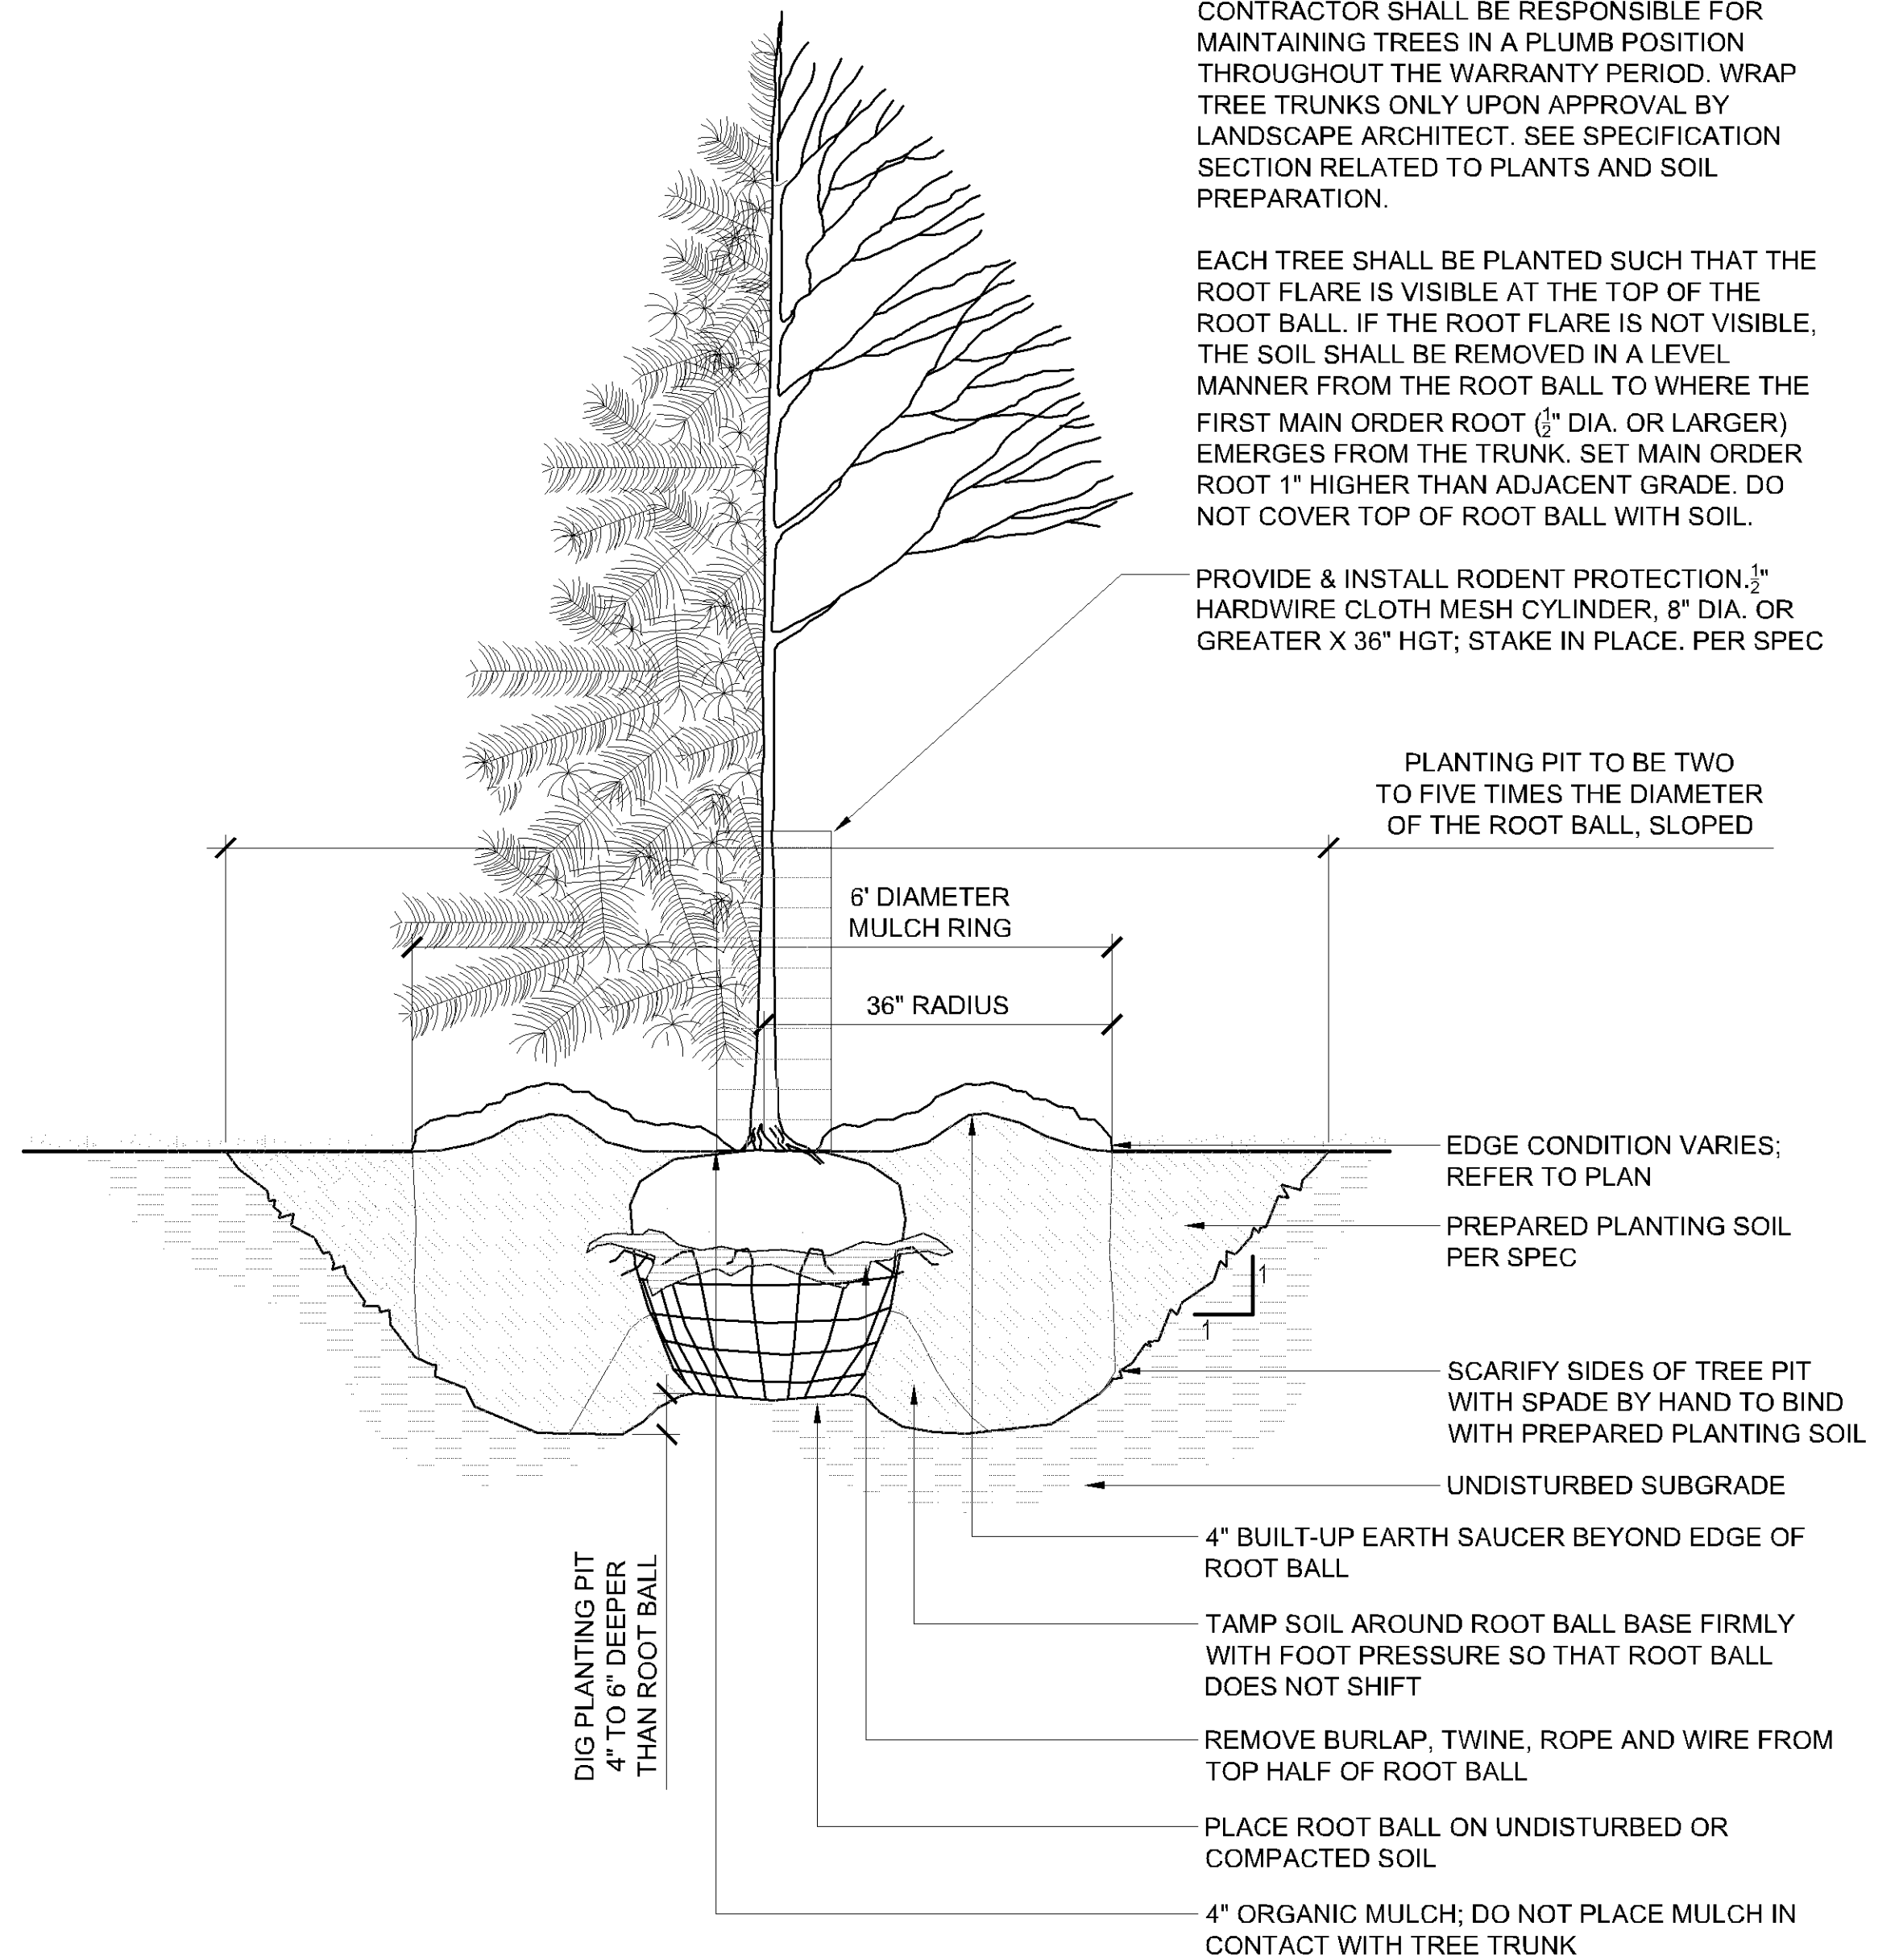 CONTRACTOR SHALL BE RESPONSIBLE FOR
MAINTAINING TREES IN A PLUMB POSITION
THROUGHOUT THE WARRANTY PERIOD. WRAP
TREE TRUNKS ONLY UPON APPROVAL BY
LANDSCAPE ARCHITECT. SEE SPECIFICATION
SECTION RELATED TO PLANTS AND SOIL
PREPARATION.
EACH TREE SHALL BE PLANTED SUCH THAT THE
ROOT FLARE IS VISIBLE AT THE TOP OF THE
ROOT BALL. IF THE ROOT FLARE IS NOT VISIBLE,
THE SOIL SHALL BE REMOVED IN A LEVEL
MANNER FROM THE ROOT BALL TO WHERE THE
FIRST MAIN ORDER ROOT (½" DIA. OR LARGER)
EMERGES FROM THE TRUNK. SET MAIN ORDER
ROOT 1" HIGHER THAN ADJACENT GRADE. DO
NOT COVER TOP OF ROOT BALL WITH SOIL.
PROVIDE & INSTALL RODENT PROTECTION.½"
HARDWIRE CLOTH MESH CYLINDER, 8" DIA. OR
GREATER X 36" HGT; STAKE IN PLACE. PER SPEC
PLANTING PIT TO BE TWO
TO FIVE TIMES THE DIAMETER
OF THE ROOT BALL, SLOPED
6' DIAMETER
MULCH RING
36" RADIUS
EDGE CONDITION VARIES;
REFER TO PLAN
PREPARED PLANTING SOIL
PER SPEC
1
1
SCARIFY SIDES OF TREE PIT
WITH SPADE BY HAND TO BIND
WITH PREPARED PLANTING SOIL
UNDISTURBED SUBGRADE
4" BUILT-UP EARTH SAUCER BEYOND EDGE OF
ROOT BALL
DIG PLANTING PIT
4" TO 6" DEEPER
THAN ROOT BALL
TAMP SOIL AROUND ROOT BALL BASE FIRMLY
WITH FOOT PRESSURE SO THAT ROOT BALL
DOES NOT SHIFT
REMOVE BURLAP, TWINE, ROPE AND WIRE FROM
TOP HALF OF ROOT BALL
PLACE ROOT BALL ON UNDISTURBED OR
COMPACTED SOIL
4" ORGANIC MULCH; DO NOT PLACE MULCH IN
CONTACT WITH TREE TRUNK